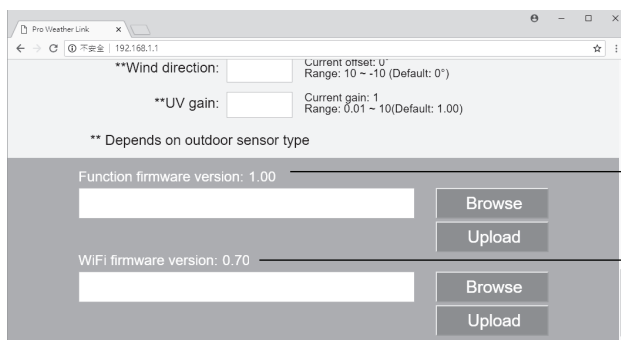 Pro Weather Link
不安全 | 192.168.1.1
**Wind direction:
Current offset: 0°
Range: 10 ~ -10 (Default: 0°)
**UV gain:
Current gain: 1
Range: 0.01 ~ 10(Default: 1.00)
** Depends on outdoor sensor type
Function firmware version: 1.00
Browse
Upload
WiFi firmware version: 0.70
Browse
Upload